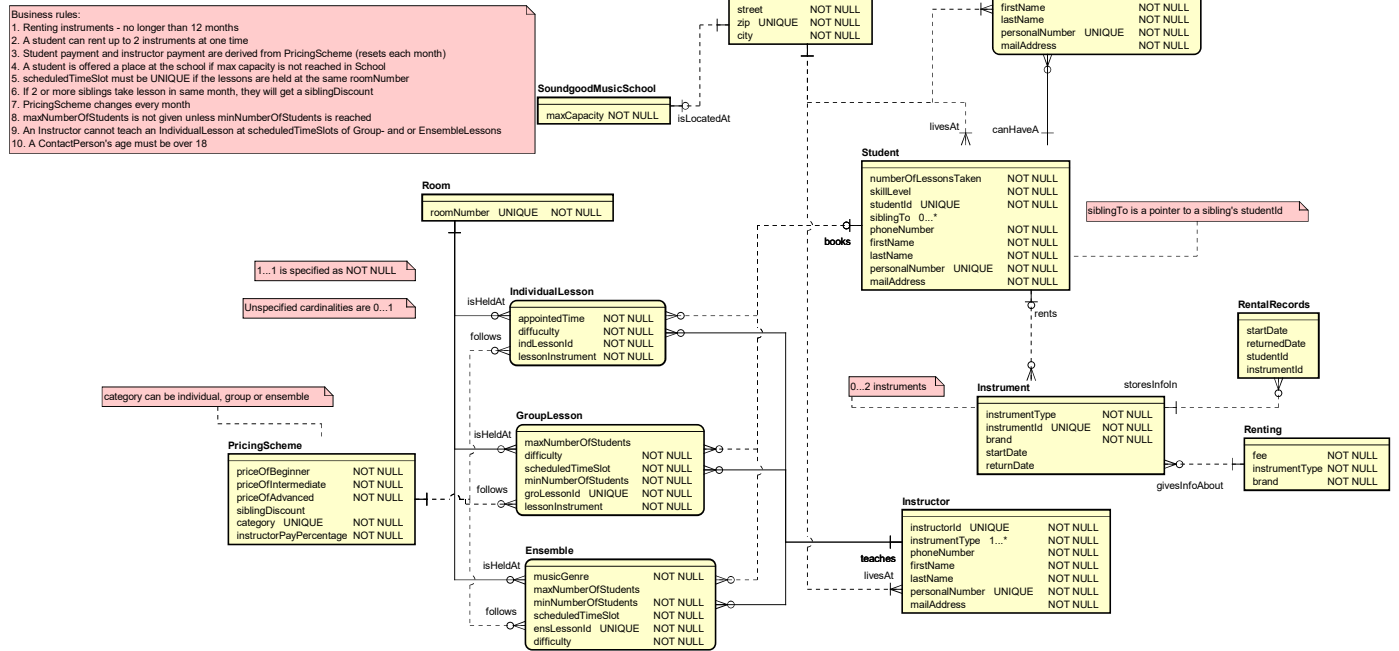 Business rules:
1. Renting instruments - no longer than 12 months
2. A student can rent up to 2 instruments at one time
3. Student payment and instructor payment are derived from PricingScheme (resets each month)
4. A student is offered a place at the school if max capacity is not reached in School
5. scheduledTimeSlot must be UNIQUE if the lessons are held at the same roomNumber
6. If 2 or more siblings take lesson in same month, they will get a siblingDiscount
7. PricingScheme changes every month
8. maxNumberOfStudents is not given unless minNumberOfStudents is reached
9. An Instructor cannot teach an IndividualLesson at scheduledTimeSlots of Group- and or EnsembleLessons
10. A ContactPerson's age must be over 18
street NOT NULL
zip UNIQUE NOT NULL
city NOT NULL
firstName NOT NULL
lastName NOT NULL
personalNumber UNIQUE NOT NULL
mailAddress NOT NULL
SoundgoodMusicSchool
maxCapacity NOT NULL
isLocatedAt
livesAt
canHaveA
Student
numberOfLessonsTaken NOT NULL
skillLevel NOT NULL
studentId UNIQUE NOT NULL
siblingTo 0...*
phoneNumber NOT NULL
firstName NOT NULL
lastName NOT NULL
personalNumber UNIQUE NOT NULL
mailAddress NOT NULL
siblingTo is a pointer to a sibling's studentId
Room
roomNumber UNIQUE NOT NULL
books
1...1 is specified as NOT NULL
Unspecified cardinalities are 0...1
isHeldAt
follows
IndividualLesson
appointedTime NOT NULL
diffuculty NOT NULL
indLessonId NOT NULL
lessonInstrument NOT NULL
rents
RentalRecords
startDate
returnedDate
studentId
instrumentId
0...2 instruments
storesInfoIn
Instrument
instrumentType NOT NULL
instrumentId UNIQUE NOT NULL
brand NOT NULL
startDate
returnDate
Renting
fee NOT NULL
instrumentType NOT NULL
brand NOT NULL
givesInfoAbout
category can be individual, group or ensemble
PricingScheme
priceOfBeginner NOT NULL
priceOfIntermediate NOT NULL
priceOfAdvanced NOT NULL
siblingDiscount
category UNIQUE NOT NULL
instructorPayPercentage NOT NULL
isHeldAt
follows
GroupLesson
maxNumberOfStudents
difficulty NOT NULL
scheduledTimeSlot NOT NULL
minNumberOfStudents NOT NULL
groLessonId UNIQUE NOT NULL
lessonInstrument NOT NULL
Instructor
instructorId UNIQUE NOT NULL
instrumentType 1...*
phoneNumber NOT NULL
firstName NOT NULL
lastName NOT NULL
personalNumber UNIQUE NOT NULL
mailAddress NOT NULL
teaches
livesAt
isHeldAt
follows
Ensemble
musicGenre NOT NULL
maxNumberOfStudents
minNumberOfStudents NOT NULL
scheduledTimeSlot NOT NULL
ensLessonId UNIQUE NOT NULL
difficulty NOT NULL